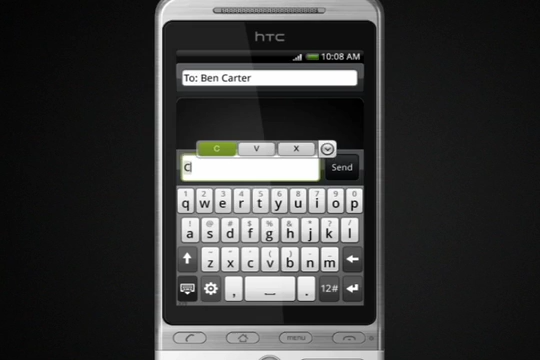 hTC
10:08 AM
To: Ben Carter
C V X
C Send
1 2 3 4 5 6 7 8 9 0
q w e r t y u i o p
a s d f g h j k l
z x c v b n m
, . 12#
menu